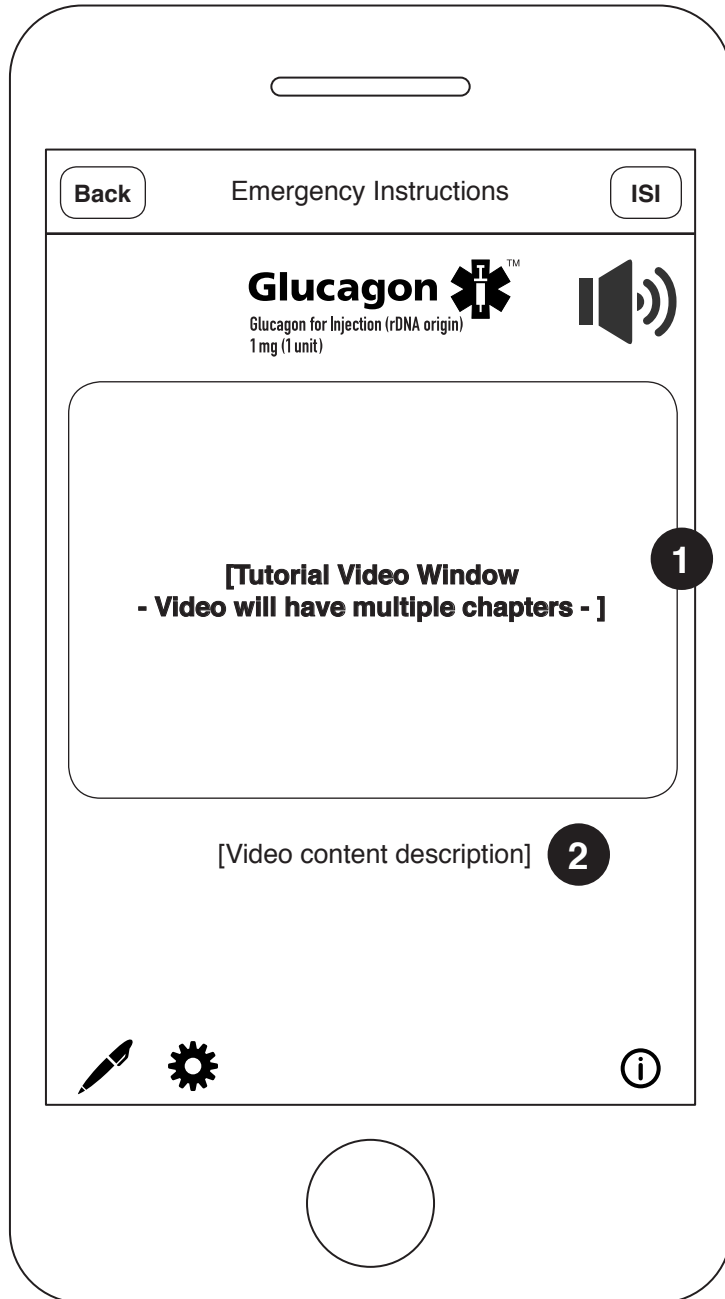 Back Emergency Instructions ISI
Glucagon ™
Glucagon for Injection (rDNA origin)
1 mg (1 unit)
[Tutorial Video Window
- Video will have multiple chapters - ]
1
[Video content description] 2